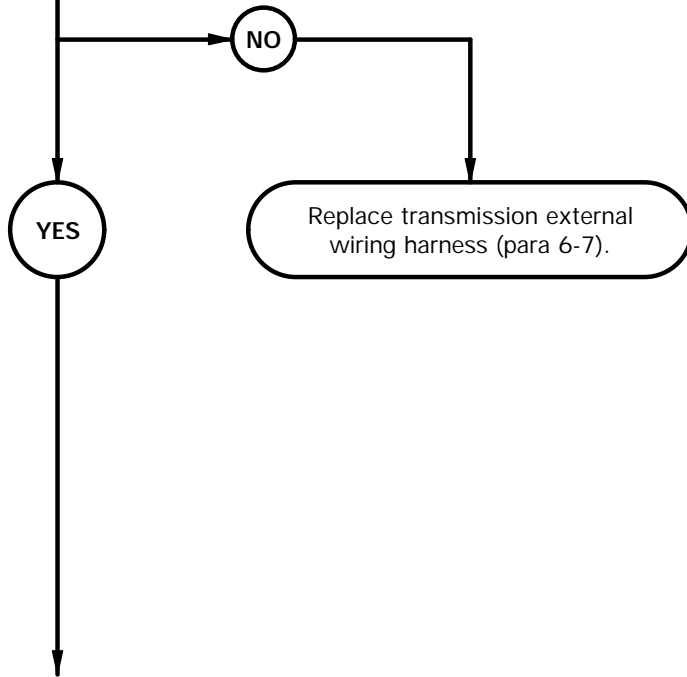 NO
YES
Replace transmission external
wiring harness (para 6-7).